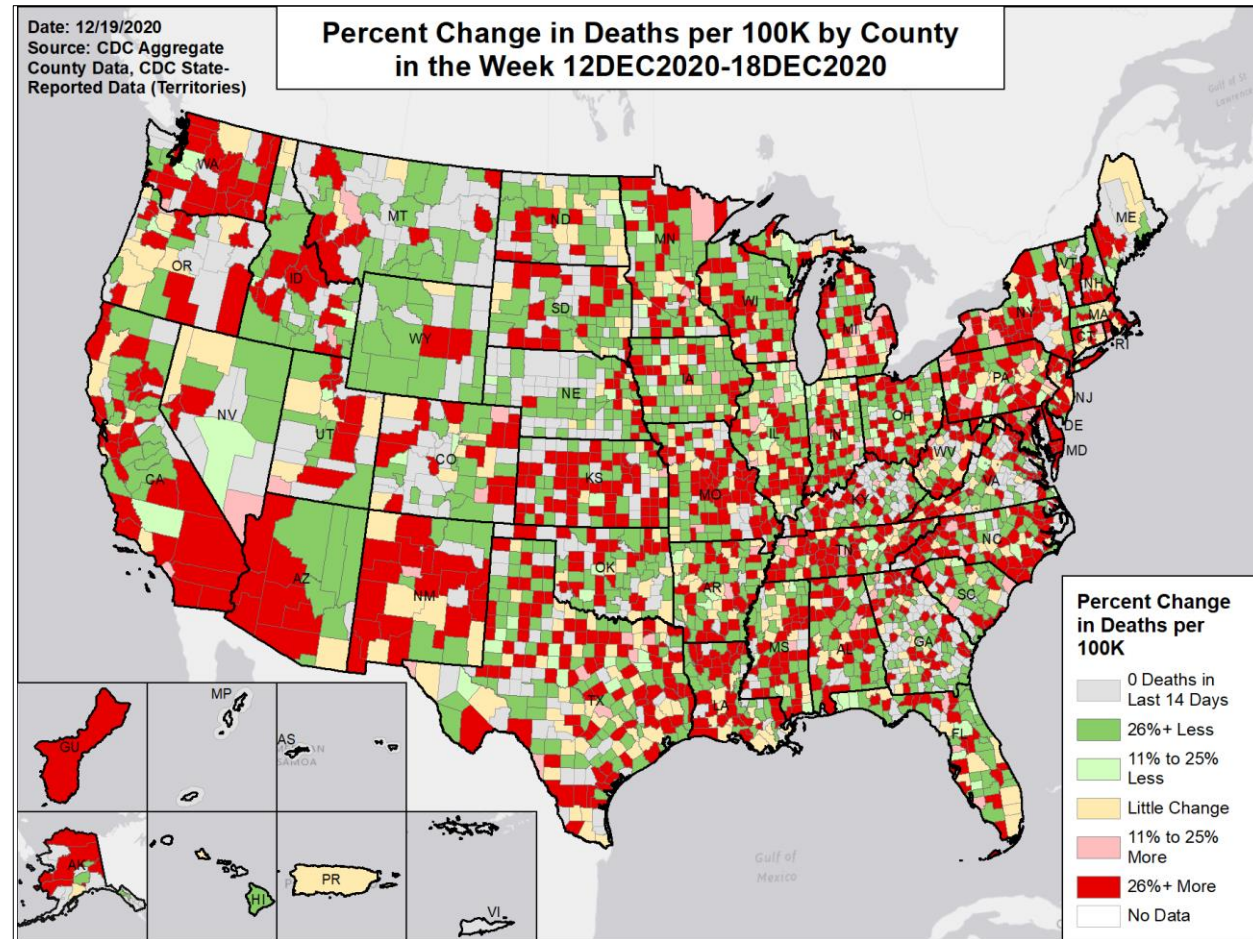 Date: 12/19/2020
Source: CDC Aggregate
County Data, CDC State-
Reported Data (Territories)
Percent Change in Deaths per 100K by County
in the Week 12DEC2020-18DEC2020
Gulf of St.
Lawrence
WA
MT
ND
MN
ME
OR
ID
SD
WI
MI
VT
NH
NY
MA
CT
RI
WY
IA
NE
PA
NJ
NV
UT
CO
IL
IN
OH
DE
MD
WV
VA
CA
KS
MO
KY
AZ
NM
OK
AR
TN
NC
SC
MS
AL
GA
TX
LA
FL
Gulf of
Mexico
GU
MP
AS
SAMOA
AK
HI
PR
VI
Percent Change
in Deaths per
100K
0 Deaths in
Last 14 Days
26%+ Less
11% to 25%
Less
Little Change
11% to 25%
More
26%+ More
No Data